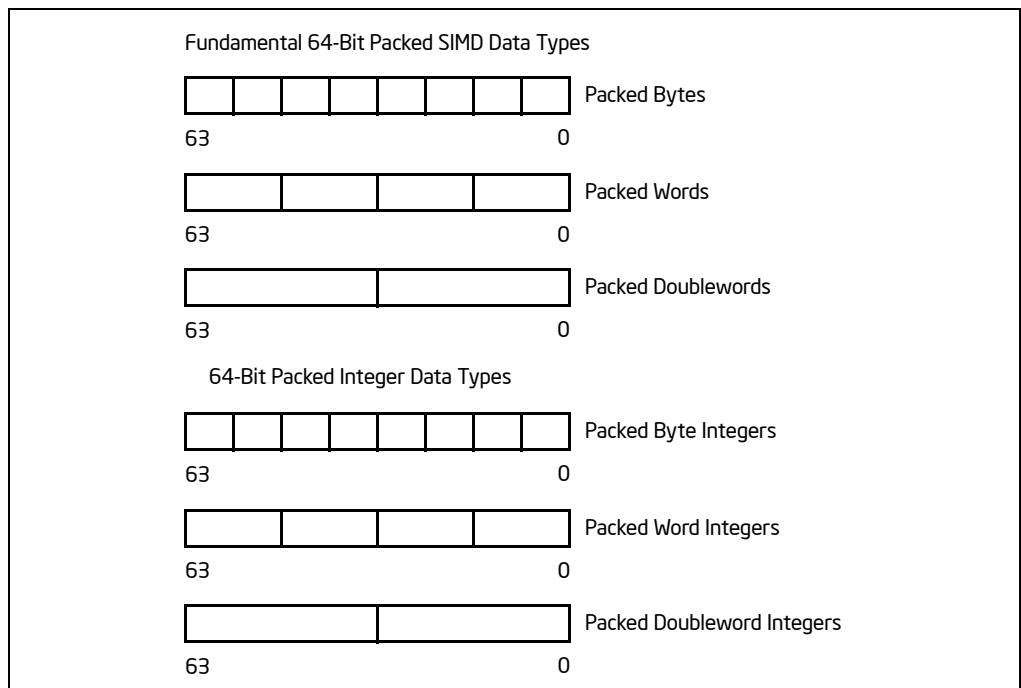 Fundamental 64-Bit Packed SIMD Data Types
Packed Bytes
63 0
Packed Words
63 0
Packed Doublewords
63 0
64-Bit Packed Integer Data Types
Packed Byte Integers
63 0
Packed Word Integers
63 0
Packed Doubleword Integers
63 0